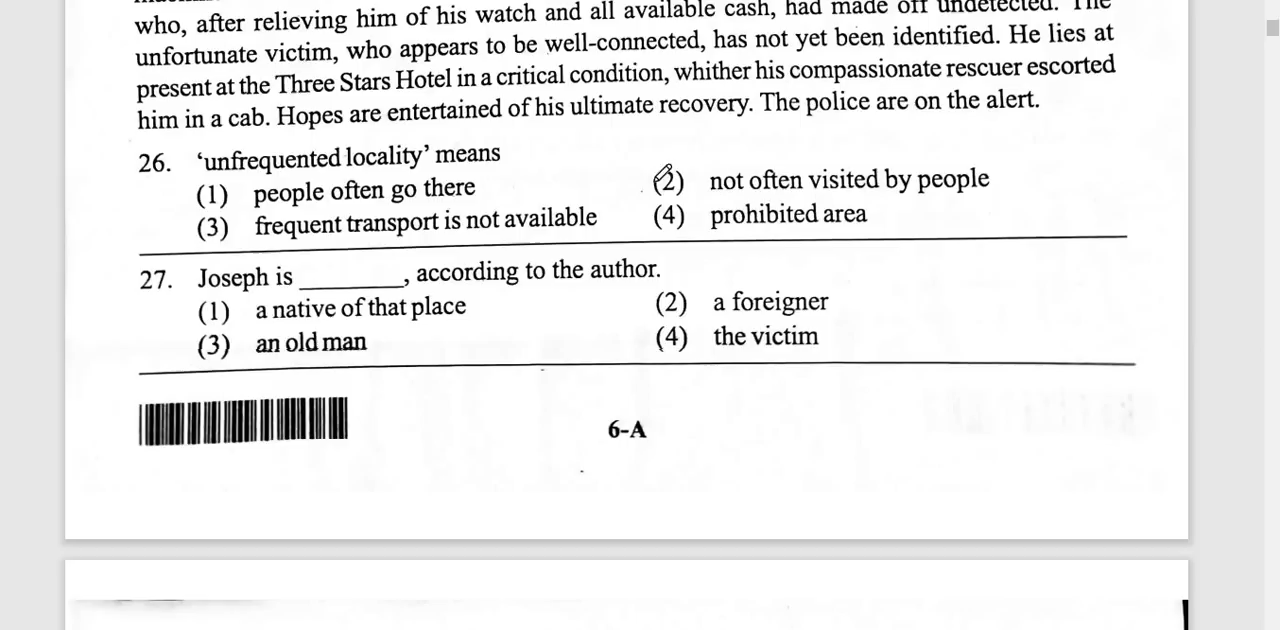 who, after relieving him of his watch and all available cash, had made off undetected. The
unfortunate victim, who appears to be well-connected, has not yet been identified. He lies at
present at the Three Stars Hotel in a critical condition, whither his compassionate rescuer escorted
him in a cab. Hopes are entertained of his ultimate recovery. The police are on the alert.
26. ‘unfrequented locality’ means
(1) people often go there (2) not often visited by people
(3) frequent transport is not available (4) prohibited area
27. Joseph is ________, according to the author.
(1) a native of that place (2) a foreigner
(3) an old man (4) the victim
6-A